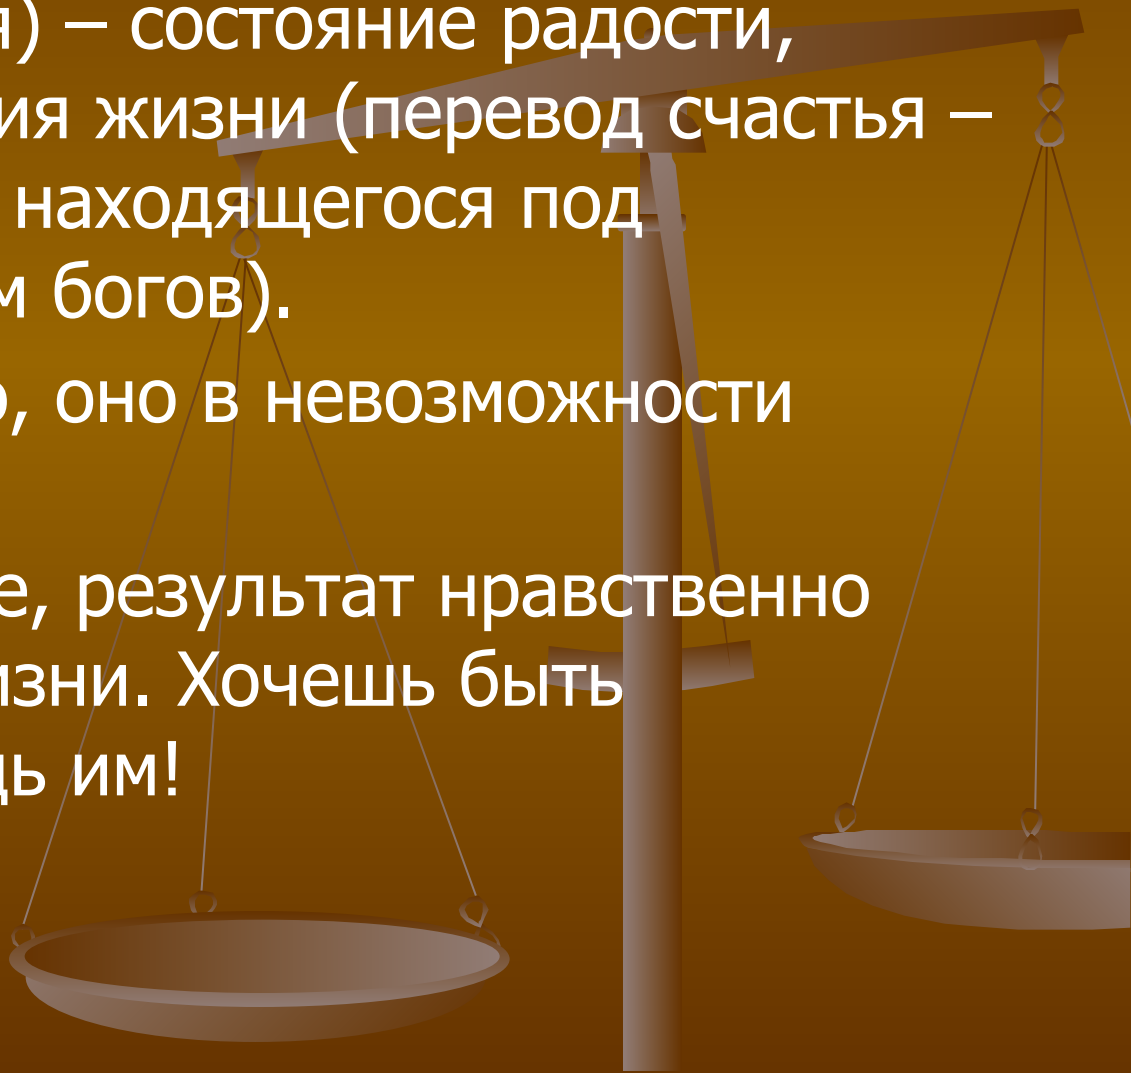 я) – состояние радости,
ия жизни (перевод счастья –
находящегося под
м богов).
о, оно в невозможности
е, результат нравственно
изни. Хочешь быть
дь им!